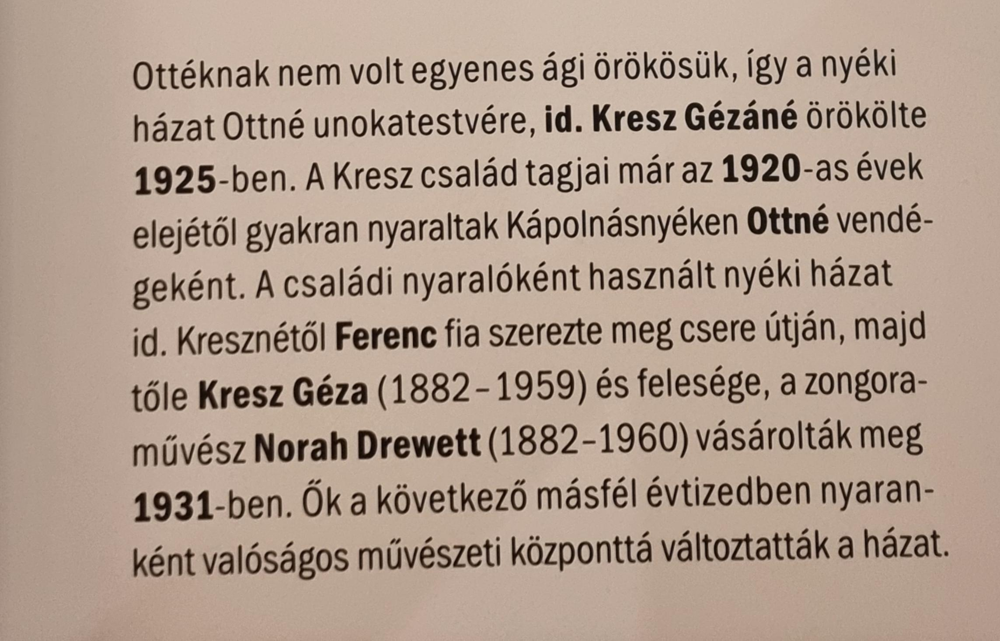 Ottéknak nem volt egyenes ági örökösük, így a nyéki
házat Ottné unokatestvére, id. Kresz Gézáné örökölte
1925-ben. A Kresz család tagjai már az 1920-as évek
elejétől gyakran nyaraltak Kápolnásnyéken Ottné vendé-
geként. A családi nyaralóként használt nyéki házat
id. Kresznétől Ferenc fia szerezte meg csere útján, majd
tőle Kresz Géza (1882–1959) és felesége, a zongora-
művész Norah Drewett (1882–1960) vásárolták meg
1931-ben. Ők a következő másfél évtizedben nyaran-
ként valóságos művészeti központtá változtatták a házat.